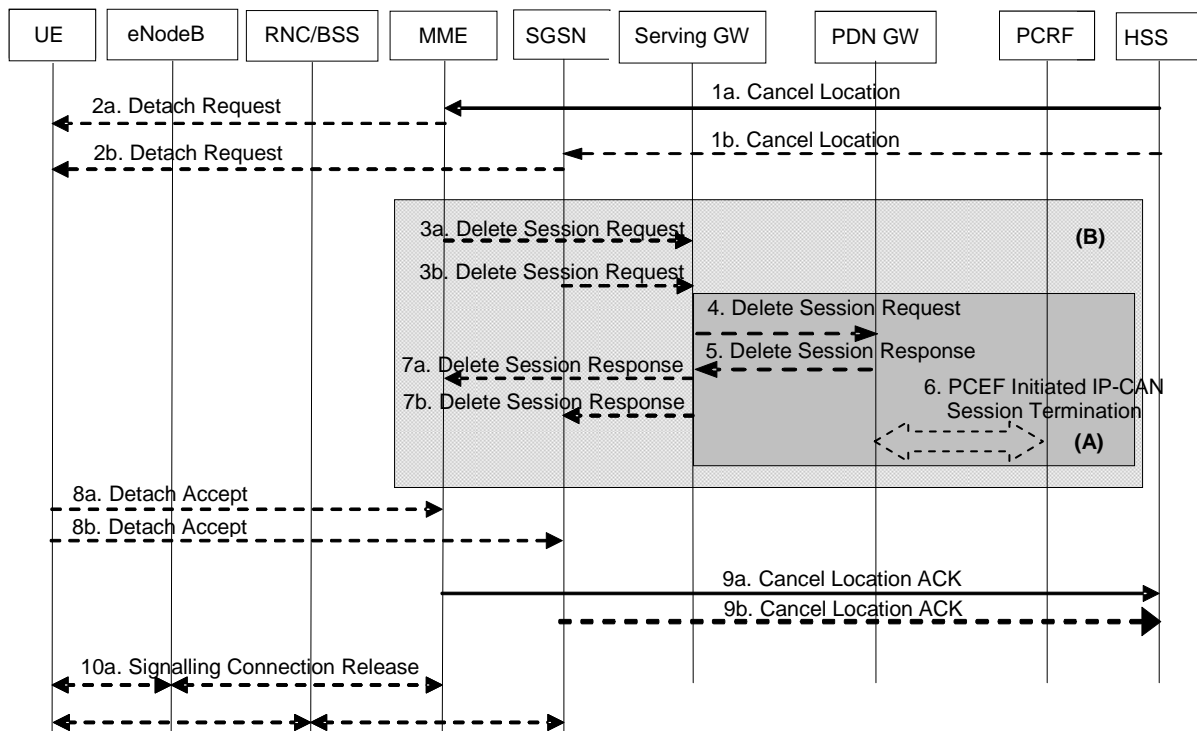 UE
eNodeB
RNC/BSS
MME
SGSN
Serving GW
PDN GW
PCRF
HSS
2a. Detach Request
1a. Cancel Location
2b. Detach Request
1b. Cancel Location
3a. Delete Session Request
(B)
3b. Delete Session Request
4. Delete Session Request
7a. Delete Session Response
5. Delete Session Response
7b. Delete Session Response
6. PCEF Initiated IP-CAN
Session Termination
(A)
8a. Detach Accept
8b. Detach Accept
9a. Cancel Location ACK
9b. Cancel Location ACK
10a. Signalling Connection Release